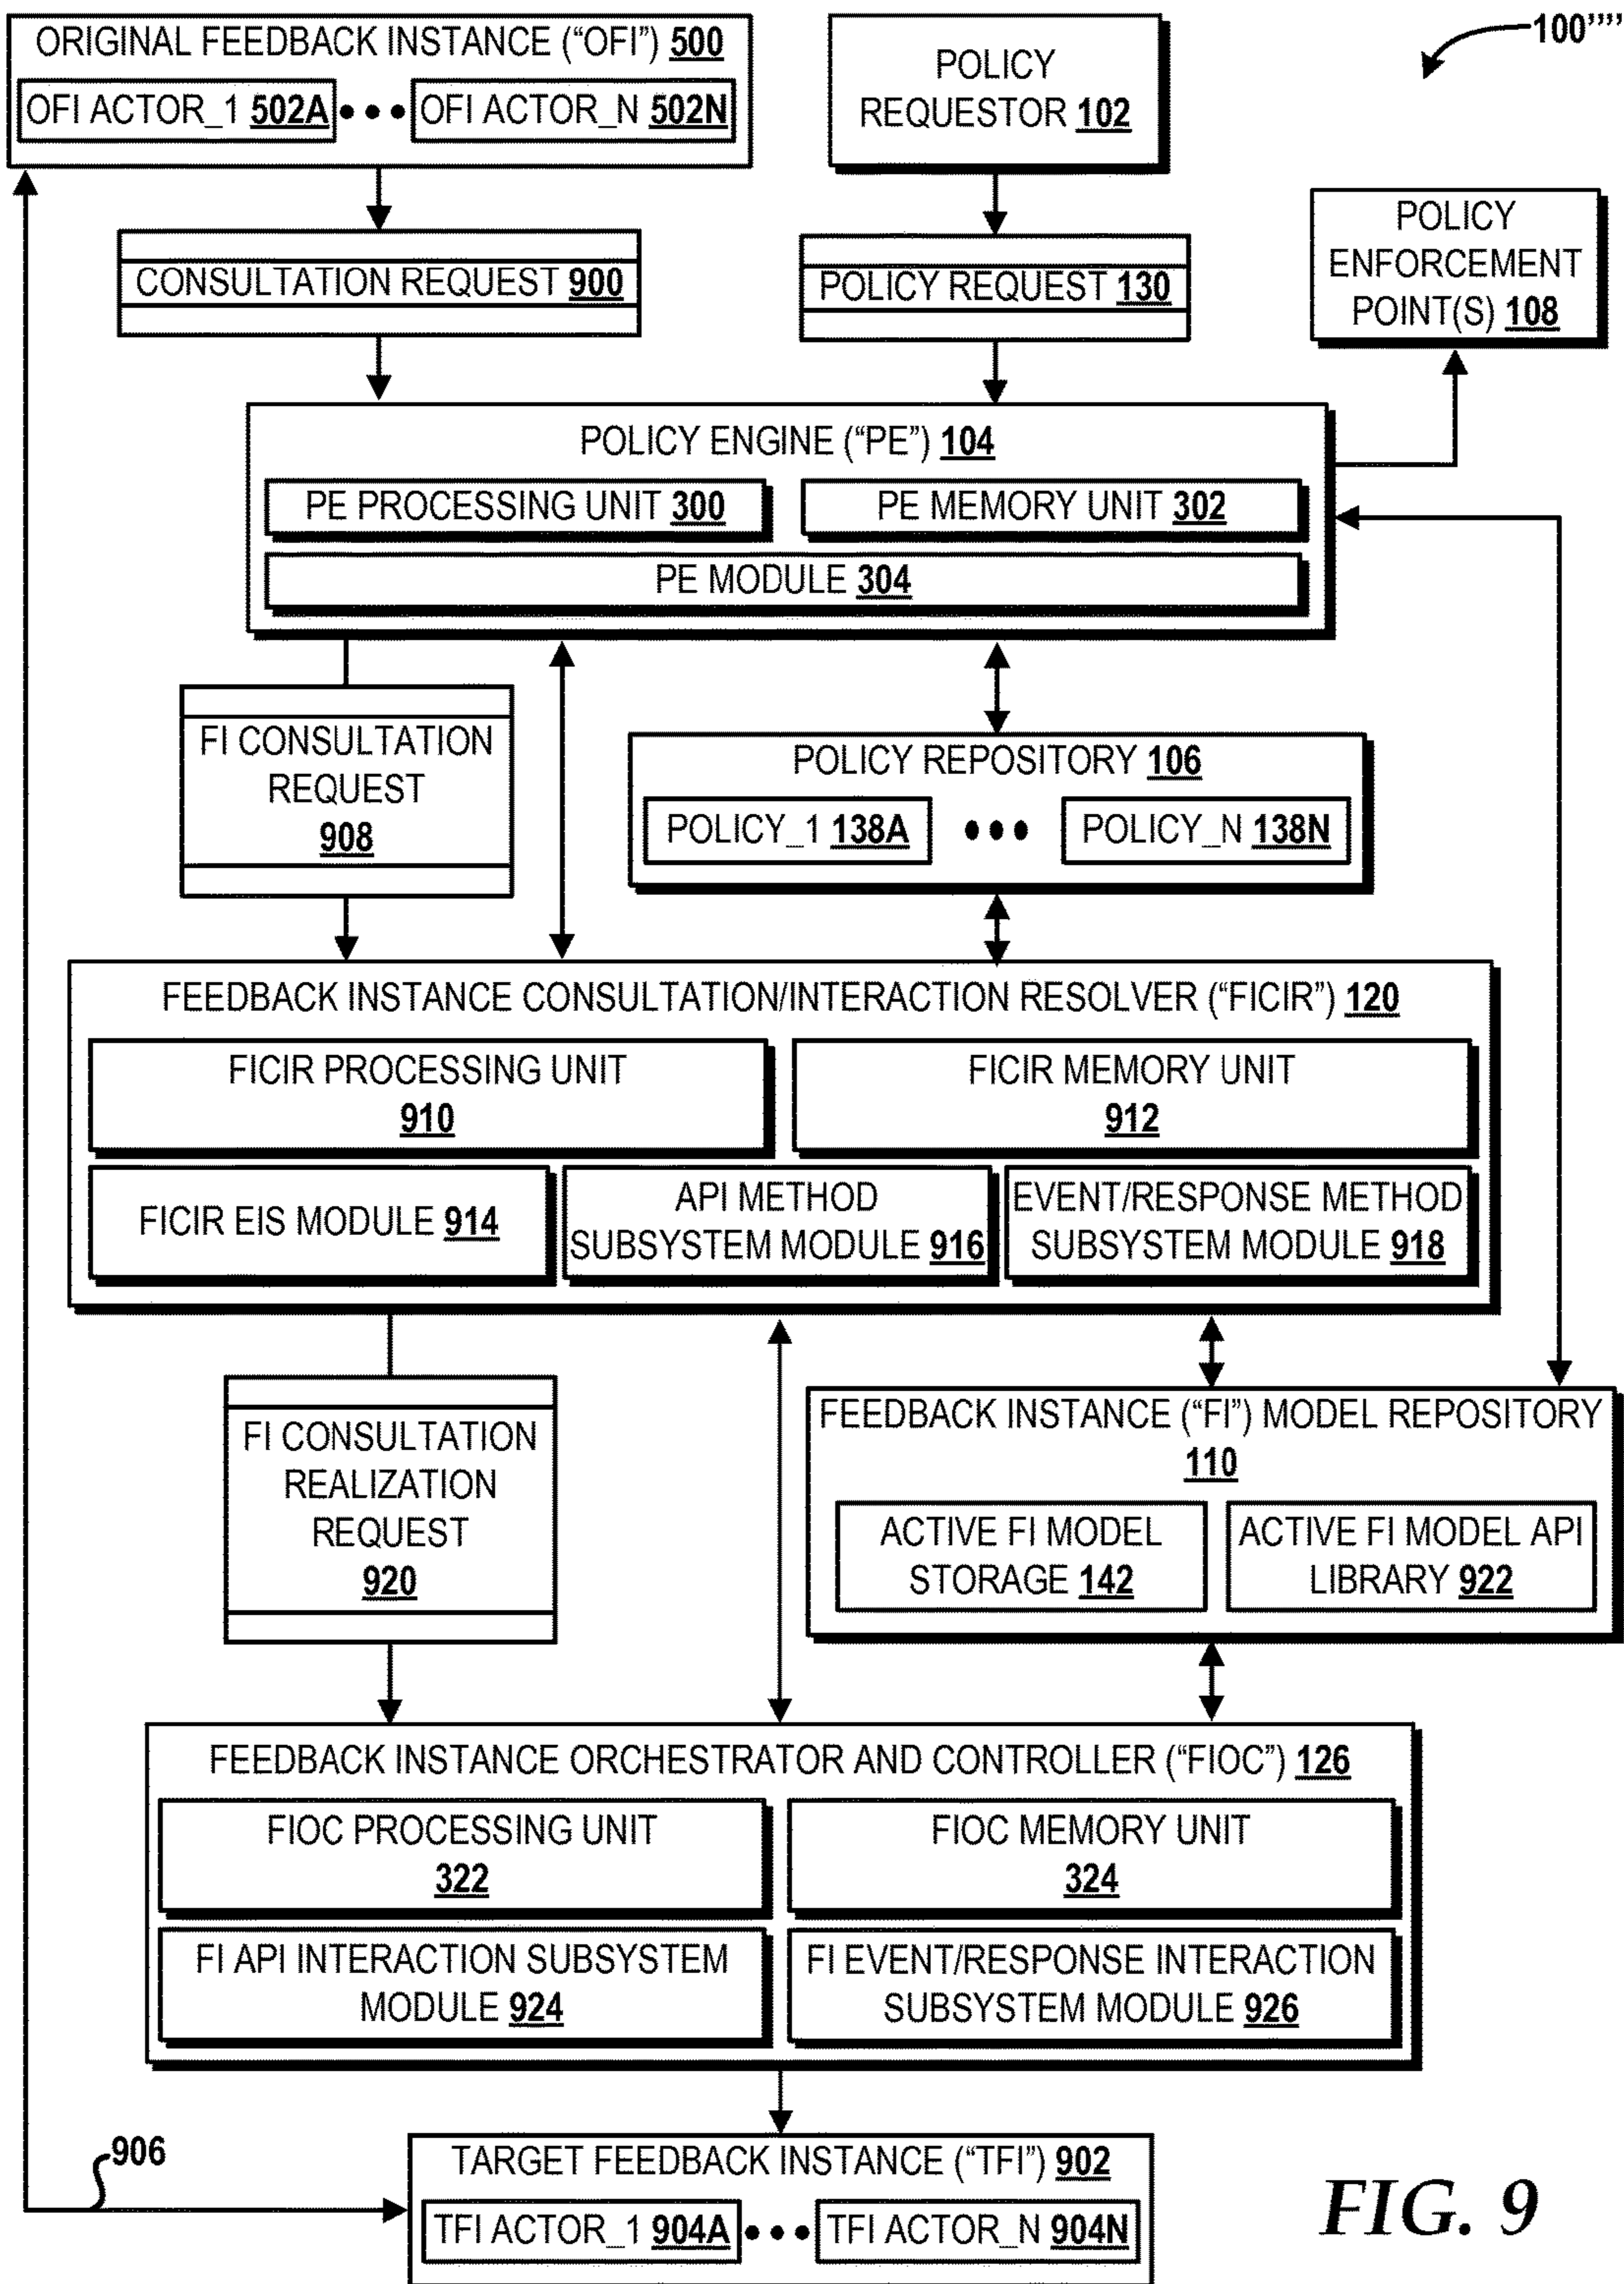 100''''
ORIGINAL FEEDBACK INSTANCE (“OFI”) 500
OFI ACTOR_1 502A
OFI ACTOR_N 502N
POLICY
REQUESTOR 102
POLICY
ENFORCEMENT
POINT(S) 108
CONSULTATION REQUEST 900
POLICY REQUEST 130
POLICY ENGINE (“PE”) 104
PE PROCESSING UNIT 300
PE MEMORY UNIT 302
PE MODULE 304
FI CONSULTATION
REQUEST
908
POLICY REPOSITORY 106
POLICY_1 138A
POLICY_N 138N
FEEDBACK INSTANCE CONSULTATION/INTERACTION RESOLVER (“FICIR”) 120
FICIR PROCESSING UNIT
910
FICIR MEMORY UNIT
912
FICIR EIS MODULE 914
API METHOD
SUBSYSTEM MODULE 916
EVENT/RESPONSE METHOD
SUBSYSTEM MODULE 918
FI CONSULTATION
REALIZATION
REQUEST
920
FEEDBACK INSTANCE (“FI”) MODEL REPOSITORY
110
ACTIVE FI MODEL
STORAGE 142
ACTIVE FI MODEL API
LIBRARY 922
FEEDBACK INSTANCE ORCHESTRATOR AND CONTROLLER (“FIOC”) 126
FIOC PROCESSING UNIT
322
FIOC MEMORY UNIT
324
FI API INTERACTION SUBSYSTEM
MODULE 924
FI EVENT/RESPONSE INTERACTION
SUBSYSTEM MODULE 926
906
TARGET FEEDBACK INSTANCE (“TFI”) 902
TFI ACTOR_1 904A
TFI ACTOR_N 904N
FIG. 9